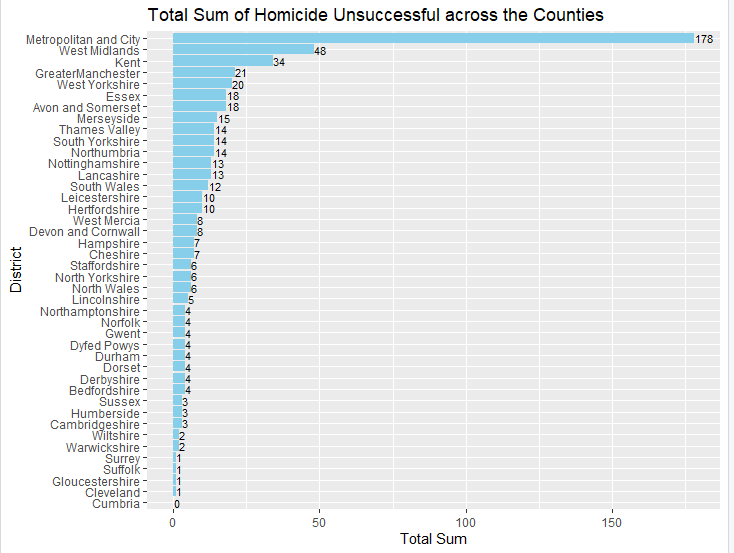 Total Sum of Homicide Unsuccessful across the Counties
Metropolitan and City 178
West Midlands 48
Kent 34
GreaterManchester 21
West Yorkshire 20
Essex 18
Avon and Somerset 18
Merseyside 15
Thames Valley 14
South Yorkshire 14
Northumbria 14
Nottinghamshire 13
Lancashire 13
South Wales 12
Leicestershire 10
Hertfordshire 10
West Mercia 8
Devon and Cornwall 8
Hampshire 7
Cheshire 7
Staffordshire 6
North Yorkshire 6
North Wales 6
Lincolnshire 5
Northamptonshire 4
Norfolk 4
Gwent 4
Dyfed Powys 4
Durham 4
Dorset 4
Derbyshire 4
Bedfordshire 4
Sussex 3
Humberside 3
Cambridgeshire 3
Wiltshire 2
Warwickshire 2
Surrey 1
Suffolk 1
Gloucestershire 1
Cleveland 1
Cumbria 0
District
0 50 100 150
Total Sum